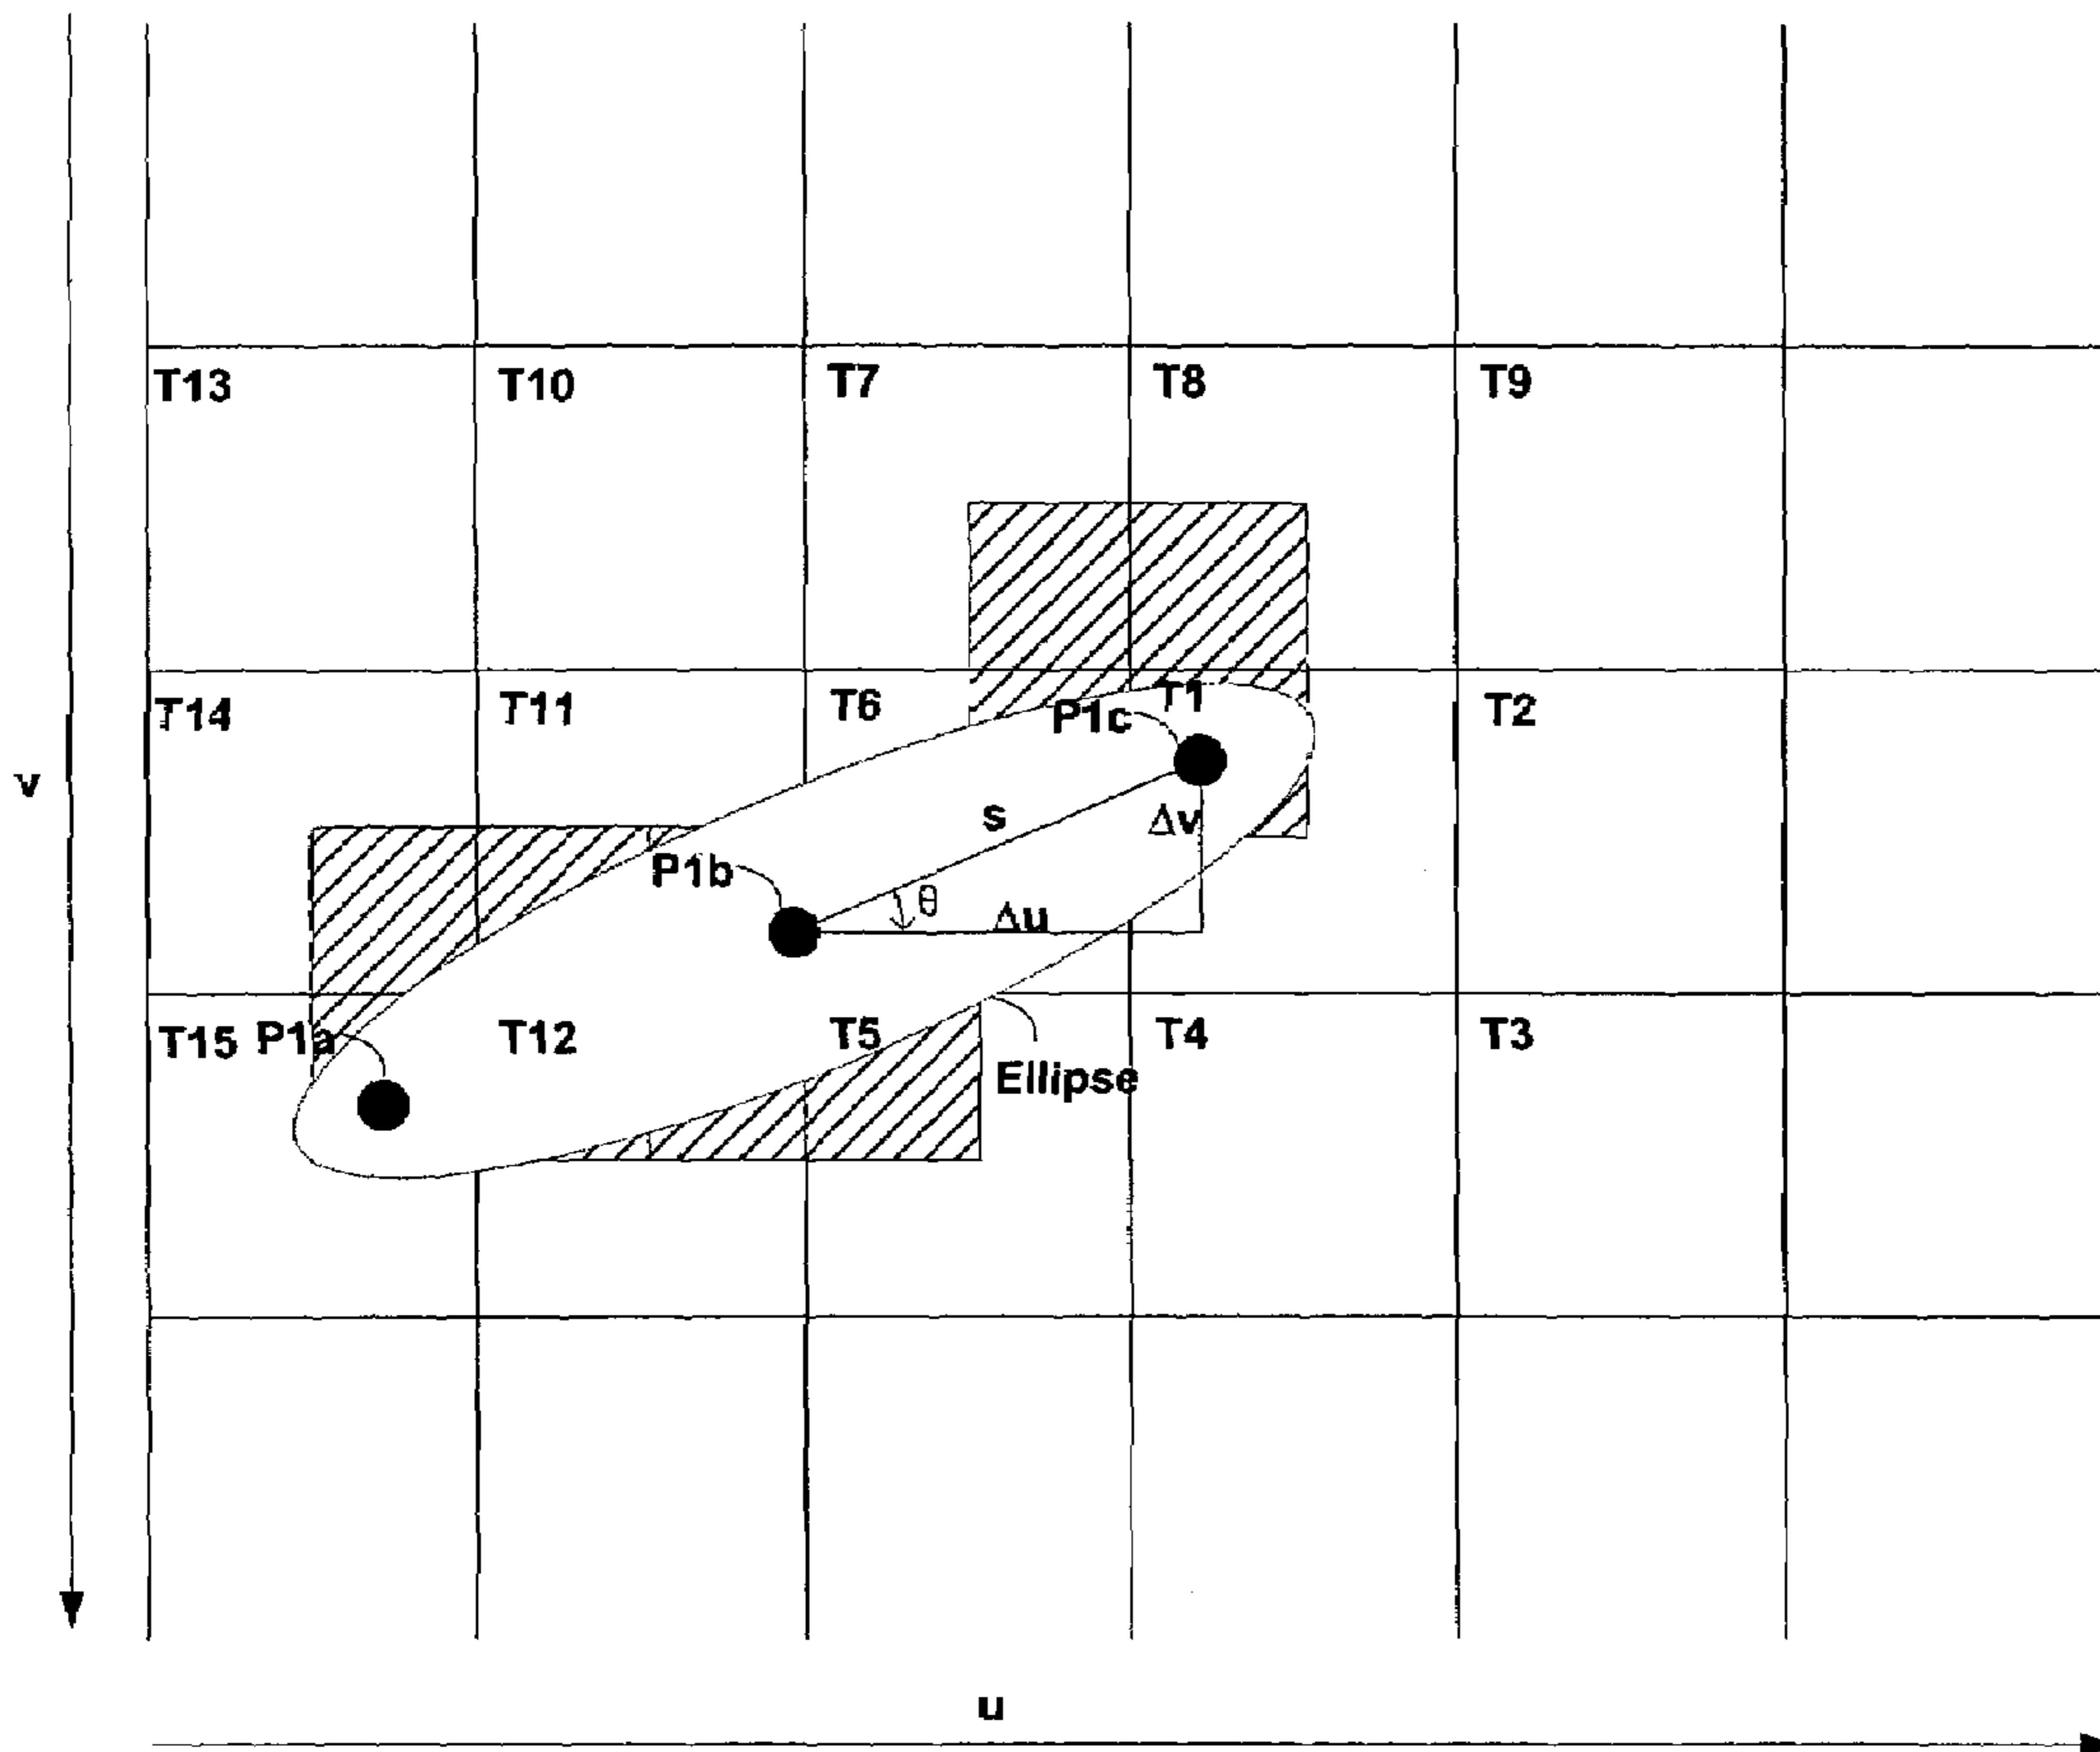 T13 T10 T7 T8 T9
T14 T11 T6 P1c T1 T2
v
s
Δv
P1b
θ
Δu
T15 P1a T12 T5 T4 T3
Ellipse
u